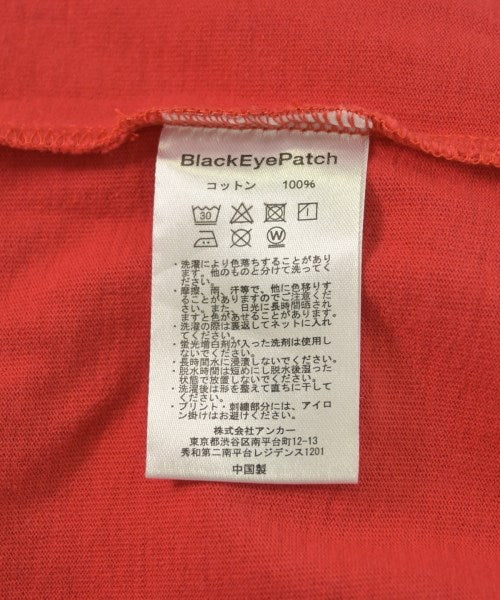 BlackEyePatch
コットン 100%
30
W
・洗濯により色落ちすることがあり
ます。他のものと分けて洗ってく
ださい。
・摩擦、雨、汗等で、他に色移りす
ることがありますのでご注意くだ
さい。また、日光に長時間晒され
ますと色があせることがあります。
・洗濯の際は裏返してネットに入れ
てください。
・蛍光増白剤が入った洗剤は使用し
ないでください。
・長時間水に浸漬しないでください。
・脱水時間は短めにし脱水後湿った
状態で放置しないでください。
・洗濯後は形を整えて直ちに干して
ください。
・プリント・刺繍部分には、アイロ
ン掛けはお避けください。
株式会社アンカー
東京都渋谷区南平台町12-13
秀和第二南平台レジデンス1201
中国製